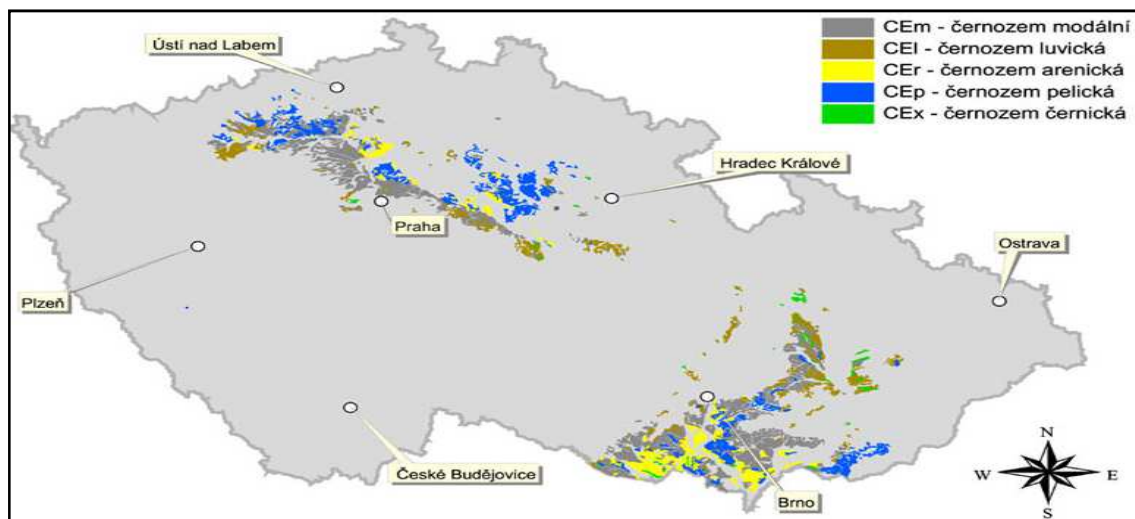 CEm - černozem modální
CEl - černozem luvická
CEr - černozem arenická
CEp - černozem pelická
CEx - černozem černická
Ústí nad Labem
Hradec Králové
Praha
Ostrava
Plzeň
České Budějovice
Brno
N
W
E
S